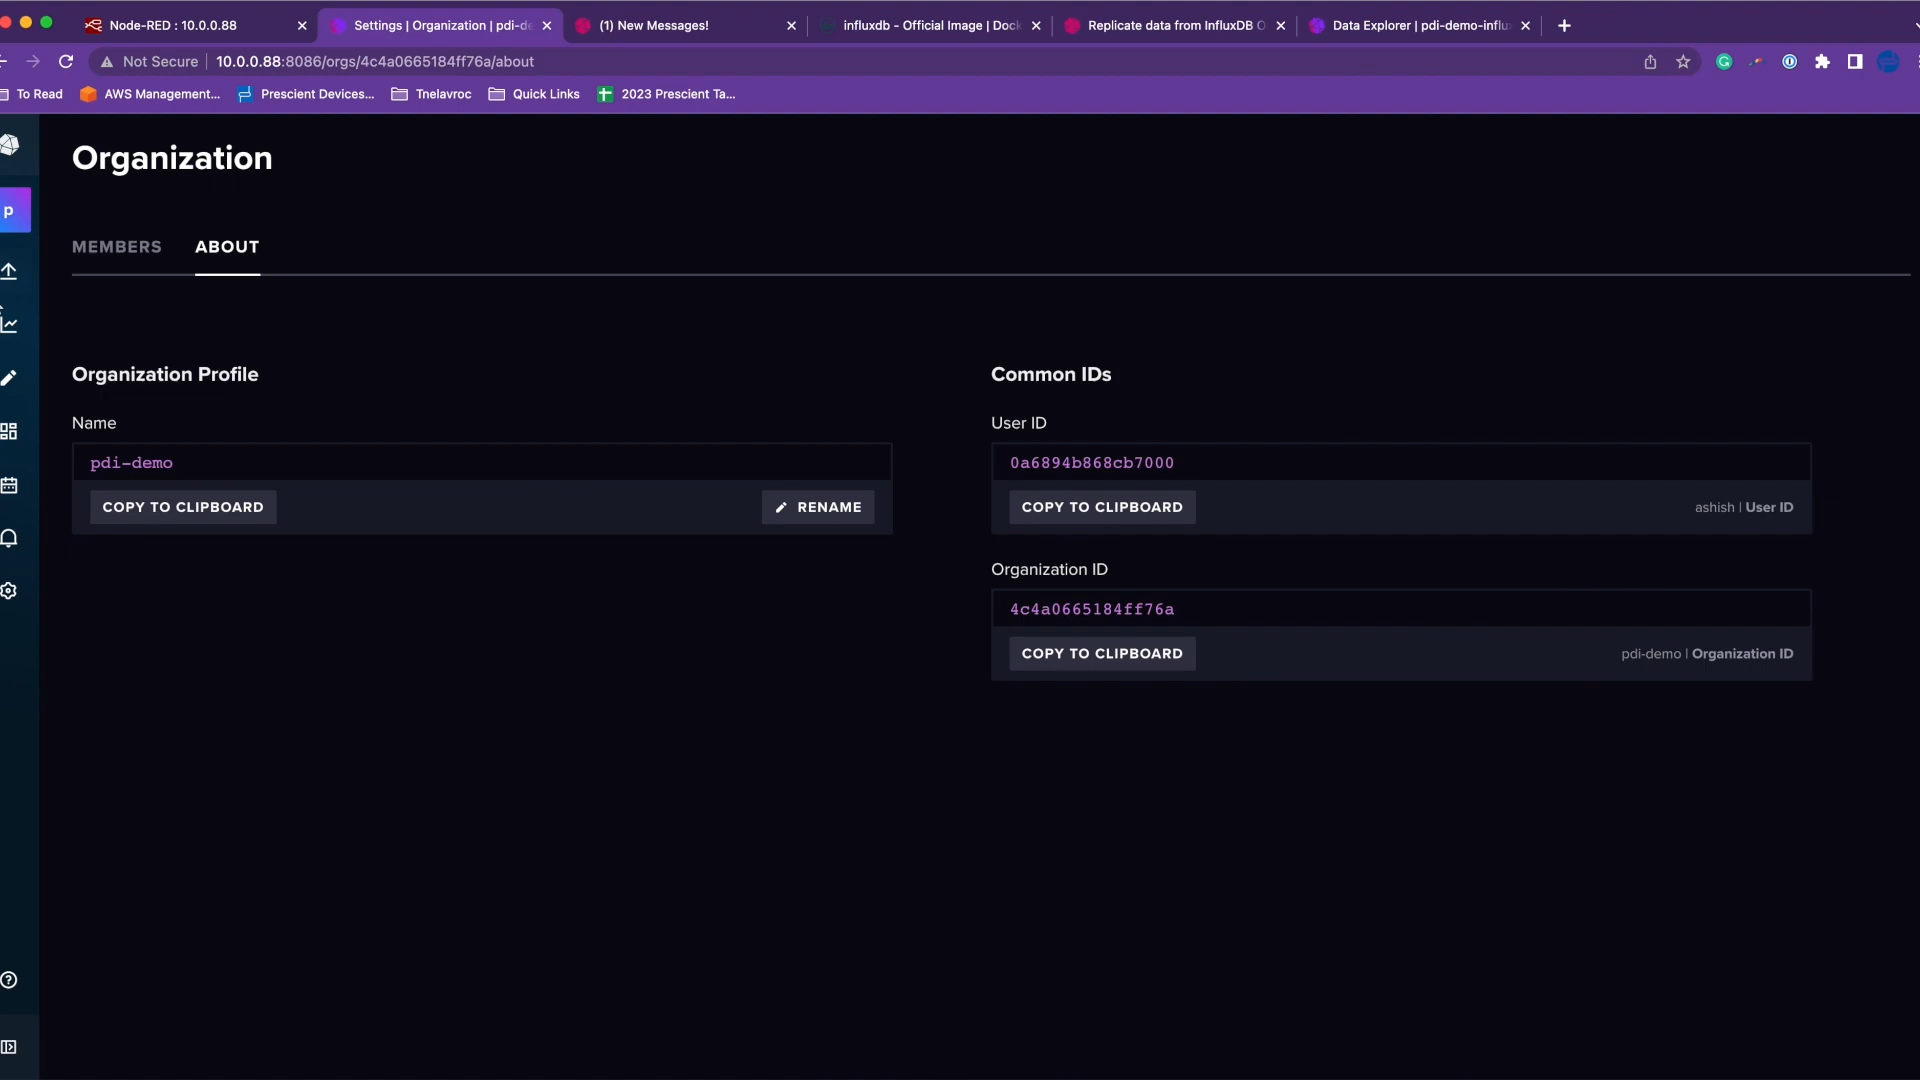 Node-RED : 10.0.0.88
Settings | Organization | pdi-de
(1) New Messages!
influxdb - Official Image | Dock
Replicate data from InfluxDB O
Data Explorer | pdi-demo-influ
Not Secure | 10.0.0.88:8086/orgs/4c4a0665184ff76a/about
To Read
AWS Management...
Prescient Devices...
Tnelavroc
Quick Links
2023 Prescient Ta...
p
Organization
MEMBERS
ABOUT
Organization Profile
Name
pdi-demo
COPY TO CLIPBOARD
RENAME
Common IDs
User ID
0a6894b868cb7000
COPY TO CLIPBOARD
ashish | User ID
Organization ID
4c4a0665184ff76a
COPY TO CLIPBOARD
pdi-demo | Organization ID